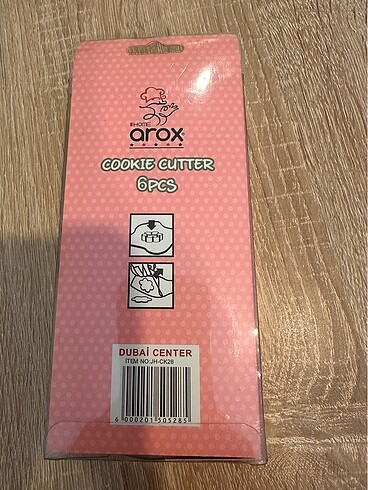 HOME
arox
COOKIE CUTTER
6PCS
DUBAİ CENTER
ITEM NO:JH-CK28
6 000201 505285